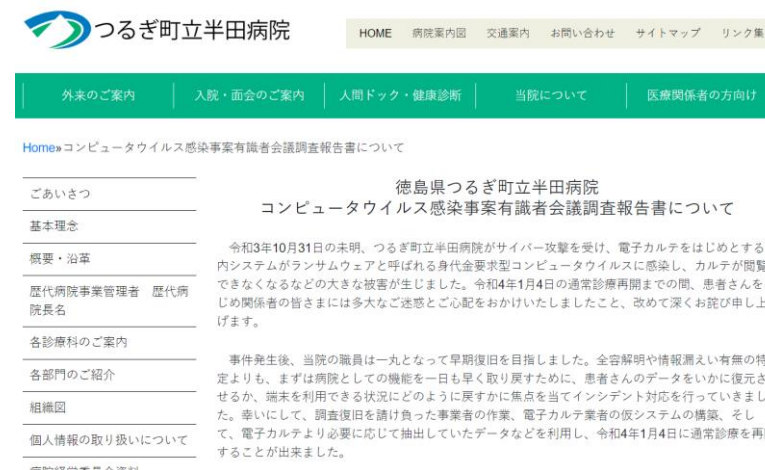 つるぎ町立半田病院
HOME 病院案内図 交通案内 お問い合わせ サイトマップ リンク集
外来のご案内 入院・面会のご案内 人間ドック・健康診断 当院について 医療関係者の方向け
Home»コンピュータウイルス感染事案有識者会議調査報告書について
ごあいさつ
基本理念
概要・沿革
歴代病院事業管理者 歴代病
院長名
各診療科のご案内
各部門のご紹介
組織図
個人情報の取り扱いについて
病院経営委員会資料
徳島県つるぎ町立半田病院
コンピュータウイルス感染事案有識者会議調査報告書について
令和3年10月31日の未明、つるぎ町立半田病院がサイバー攻撃を受け、電子カルテをはじめとする
内システムがランサムウェアと呼ばれる身代金要求型コンピュータウイルスに感染し、カルテが閲覧
できなくなるなどの大きな被害が生じました。令和4年1月4日の通常診療再開までの間、患者さんを
じめ関係者の皆さまには多大なご迷惑とご心配をおかけいたしましたこと、改めて深くお詫び申し上
げます。
事件発生後、当院の職員は一丸となって早期復旧を目指しました。全容解明や情報漏えい有無の特
定よりも、まずは病院としての機能を一日も早く取り戻すために、患者さんのデータをいかに復元さ
せるか、端末を利用できる状況にどのように戻すかに焦点を当てインシデント対応を行っていきまし
た。幸いにして、調査復旧を請け負った事業者の作業、電子カルテ業者の仮システムの構築、そし
て、電子カルテより必要に応じて抽出していたデータなどを利用し、令和4年1月4日に通常診療を再
することが出来ました。